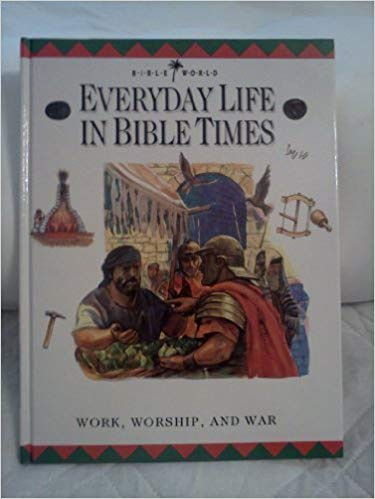 BIBLE WORLD
EVERYDAY LIFE
IN BIBLE TIMES
WORK, WORSHIP, AND WAR